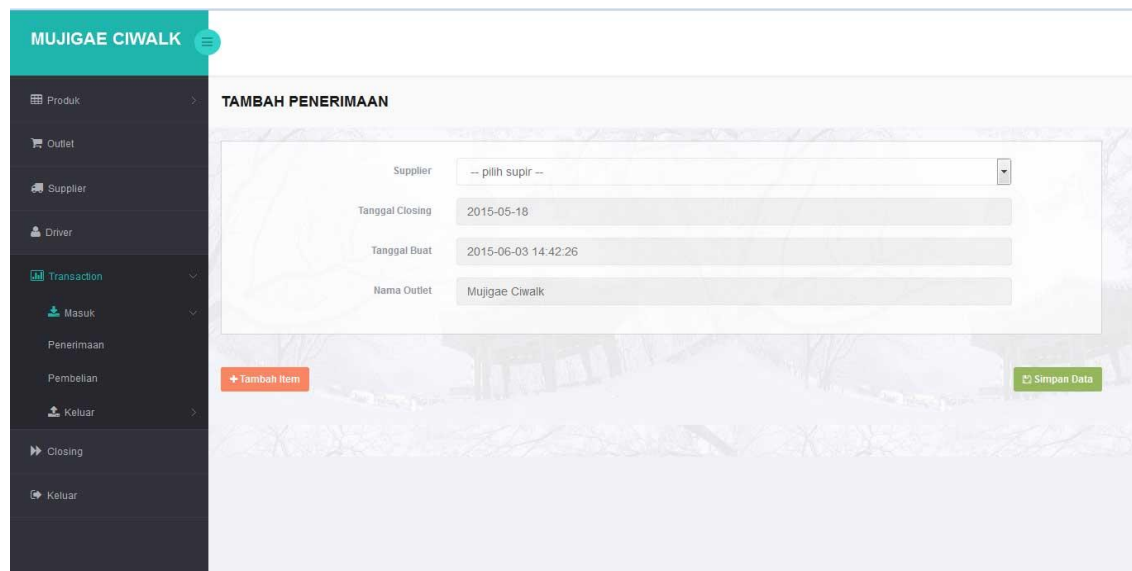 MUJIGAE CIWALK
Produk
Outlet
Supplier
Driver
Transaction
Masuk
Penerimaan
Pembelian
Keluar
Closing
Keluar
TAMBAH PENERIMAAN
Supplier -- pilih supir --
Tanggal Closing 2015-05-18
Tanggal Buat 2015-06-03 14:42:26
Nama Outlet Mujigae Ciwalk
+ Tambah Item
Simpan Data